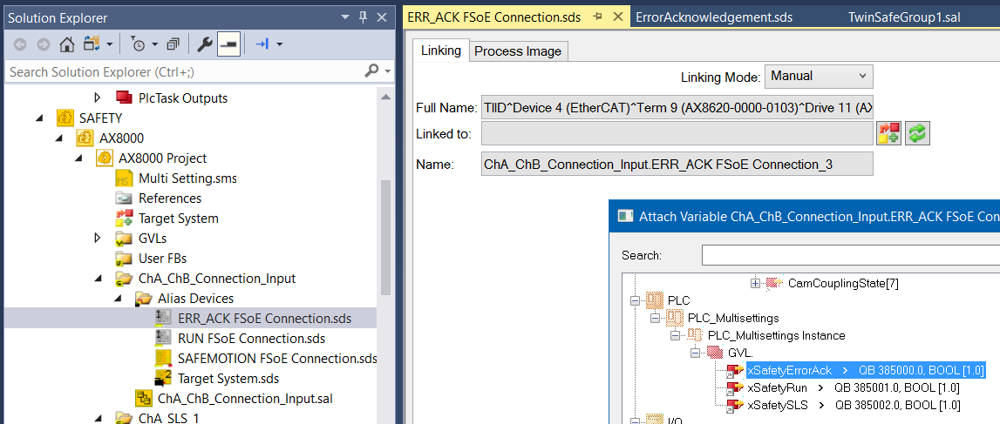 Solution Explorer
Search Solution Explorer (Ctrl+;)
PlcTask Outputs
SAFETY
AX8000
AX8000 Project
Multi Setting.sms
References
Target System
GVLs
User FBs
ChA_ChB_Connection_Input
Alias Devices
ERR_ACK FSoE Connection.sds
RUN FSoE Connection.sds
SAFEMOTION FSoE Connection.sds
Target System.sds
ChA_ChB_Connection_Input.sal
ChA_SLS_1
ERR_ACK FSoE Connection.sds ErrorAcknowledgement.sds TwinSafeGroup1.sal
Linking Process Image
Linking Mode: Manual
Full Name: TIID^Device 4 (EtherCAT)^Term 9 (AX8620-0000-0103)^Drive 11 (AX
Linked to:
Name: ChA_ChB_Connection_Input.ERR_ACK FSoE Connection_3
Attach Variable ChA_ChB_Connection_Input.ERR_ACK FSoE Con
Search:
CamCouplingState[7]
PLC
PLC_Multisettings
PLC_Multisettings Instance
GVL.
xSafetyErrorAck > QB 385000.0, BOOL [1.0]
xSafetyRun > QB 385001.0, BOOL [1.0]
xSafetySLS > QB 385002.0, BOOL [1.0]
I/O